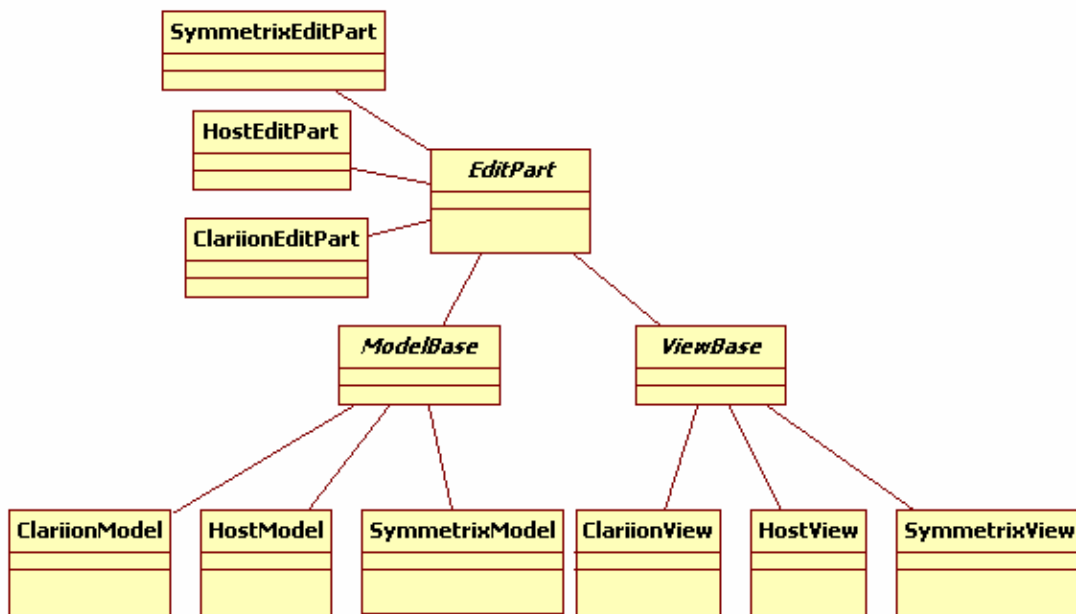 SymmetrixEditPart
HostEditPart
EditPart
ClariionEditPart
ModelBase
ViewBase
ClariionModel
HostModel
SymmetrixModel
ClariionView
HostView
SymmetrixView